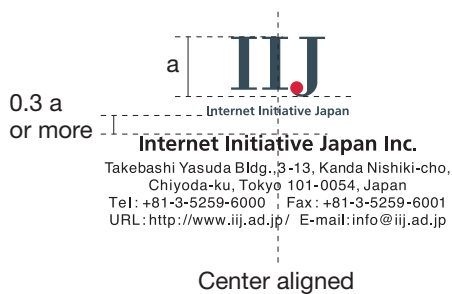 a
IIJ
Internet Initiative Japan
0.3 a
or more
Internet Initiative Japan Inc.
Takebashi Yasuda Bldg.,3-13, Kanda Nishiki-cho,
Chiyoda-ku, Tokyo 101-0054, Japan
Tel: +81-3-5259-6000 Fax: +81-3-5259-6001
URL: http://www.iij.ad.jp/ E-mail: info@iij.ad.jp
Center aligned